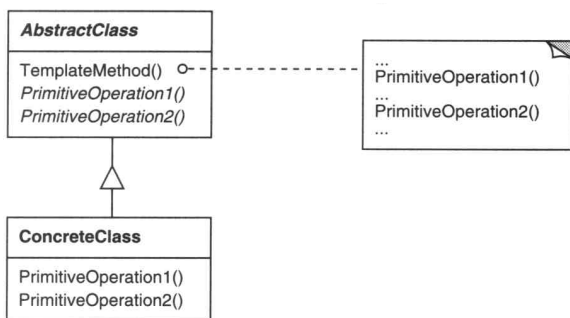 AbstractClass
TemplateMethod()
PrimitiveOperation1()
PrimitiveOperation2()
...
PrimitiveOperation1()
...
PrimitiveOperation2()
...
ConcreteClass
PrimitiveOperation1()
PrimitiveOperation2()